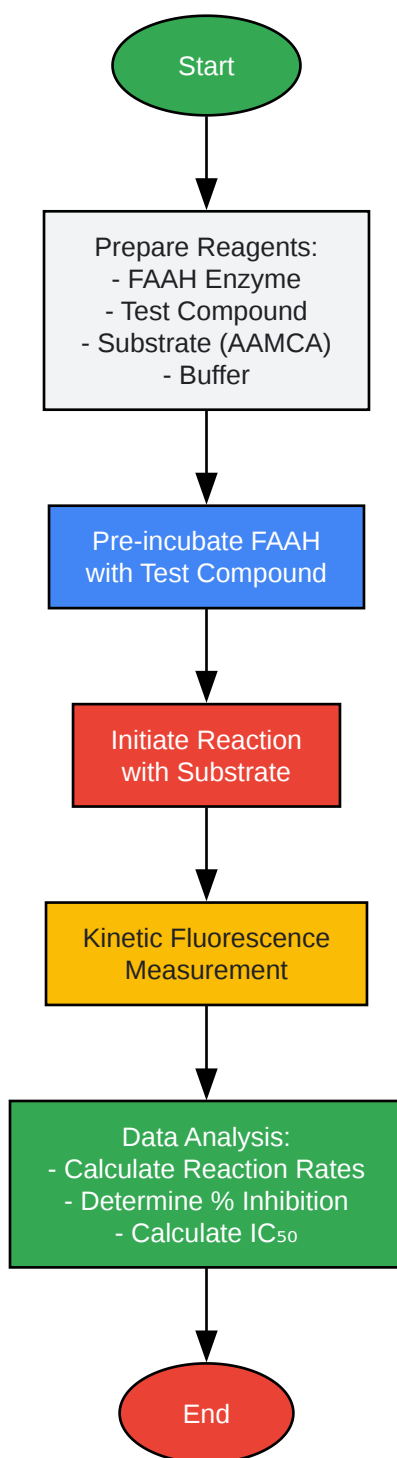 Start
Prepare Reagents:
- FAAH Enzyme
- Test Compound
- Substrate (AAMCA)
- Buffer
Pre-incubate FAAH
with Test Compound
Initiate Reaction
with Substrate
Kinetic Fluorescence
Measurement
Data Analysis:
- Calculate Reaction Rates
- Determine % Inhibition
- Calculate IC₅₀
End